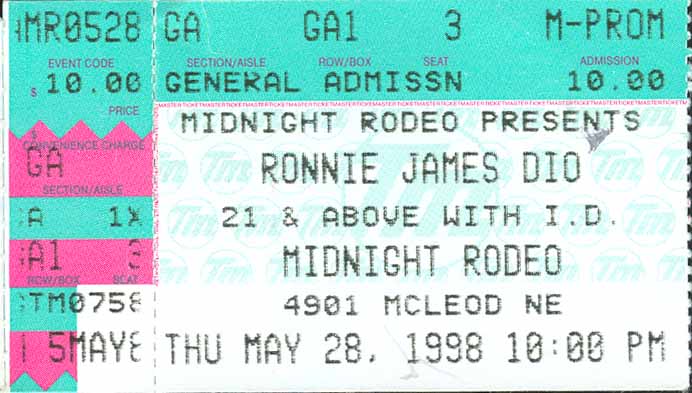 MR0528 GA GA1 3 M-PROM
EVENT CODE SECTION/AISLE ROW/BOX SEAT ADMISSION
$ 10.00 GENERAL ADMISSN 10.00
PRICE
MIDNIGHT RODEO PRESENTS
CONVENIENCE CHARGE
GA RONNIE JAMES DIO
SECTION/AISLE
A 1X 21 & ABOVE WITH I.D.
A1 3 MIDNIGHT RODEO
ROW/BOX SEAT
TM0758 4901 MCLEOD NE
5MAY8 THU MAY 28, 1998 10:00 PM